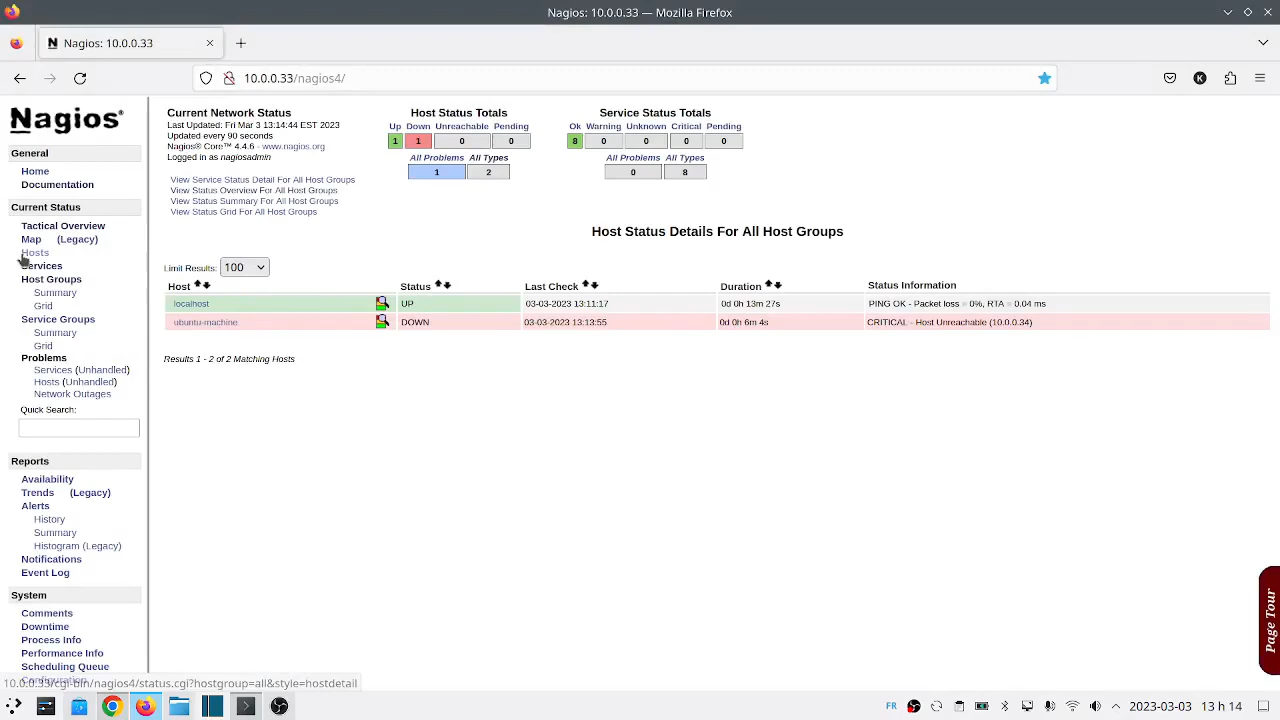 Nagios: 10.0.0.33 — Mozilla Firefox
N Nagios: 10.0.0.33
10.0.0.33/nagios4/
K
Nagios®
General
Home
Documentation
Current Status
Tactical Overview
Map (Legacy)
Hosts
Services
Host Groups
Summary
Grid
Service Groups
Summary
Grid
Problems
Services (Unhandled)
Hosts (Unhandled)
Network Outages
Quick Search:
Reports
Availability
Trends (Legacy)
Alerts
History
Summary
Histogram (Legacy)
Notifications
Event Log
System
Comments
Downtime
Process Info
Performance Info
Scheduling Queue
Current Network Status
Last Updated: Fri Mar 3 13:14:44 EST 2023
Updated every 90 seconds
Nagios® Core™ 4.4.6 - www.nagios.org
Logged in as nagiosadmin
View Service Status Detail For All Host Groups
View Status Overview For All Host Groups
View Status Summary For All Host Groups
View Status Grid For All Host Groups
Host Status Totals
Up Down Unreachable Pending
1 1 0 0
All Problems All Types
1 2
Service Status Totals
Ok Warning Unknown Critical Pending
8 0 0 0 0
All Problems All Types
0 8
Host Status Details For All Host Groups
Limit Results: 100
Host Status Last Check Duration Status Information
localhost UP 03-03-2023 13:11:17 0d 0h 13m 27s PING OK - Packet loss = 0%, RTA = 0.04 ms
ubuntu-machine DOWN 03-03-2023 13:13:55 0d 0h 6m 4s CRITICAL - Host Unreachable (10.0.0.34)
Results 1 - 2 of 2 Matching Hosts
Page Tour
10.0.0.33/cgi-bin/nagios4/status.cgi?hostgroup=all&style=hostdetail
FR 2023-03-03 13 h 14